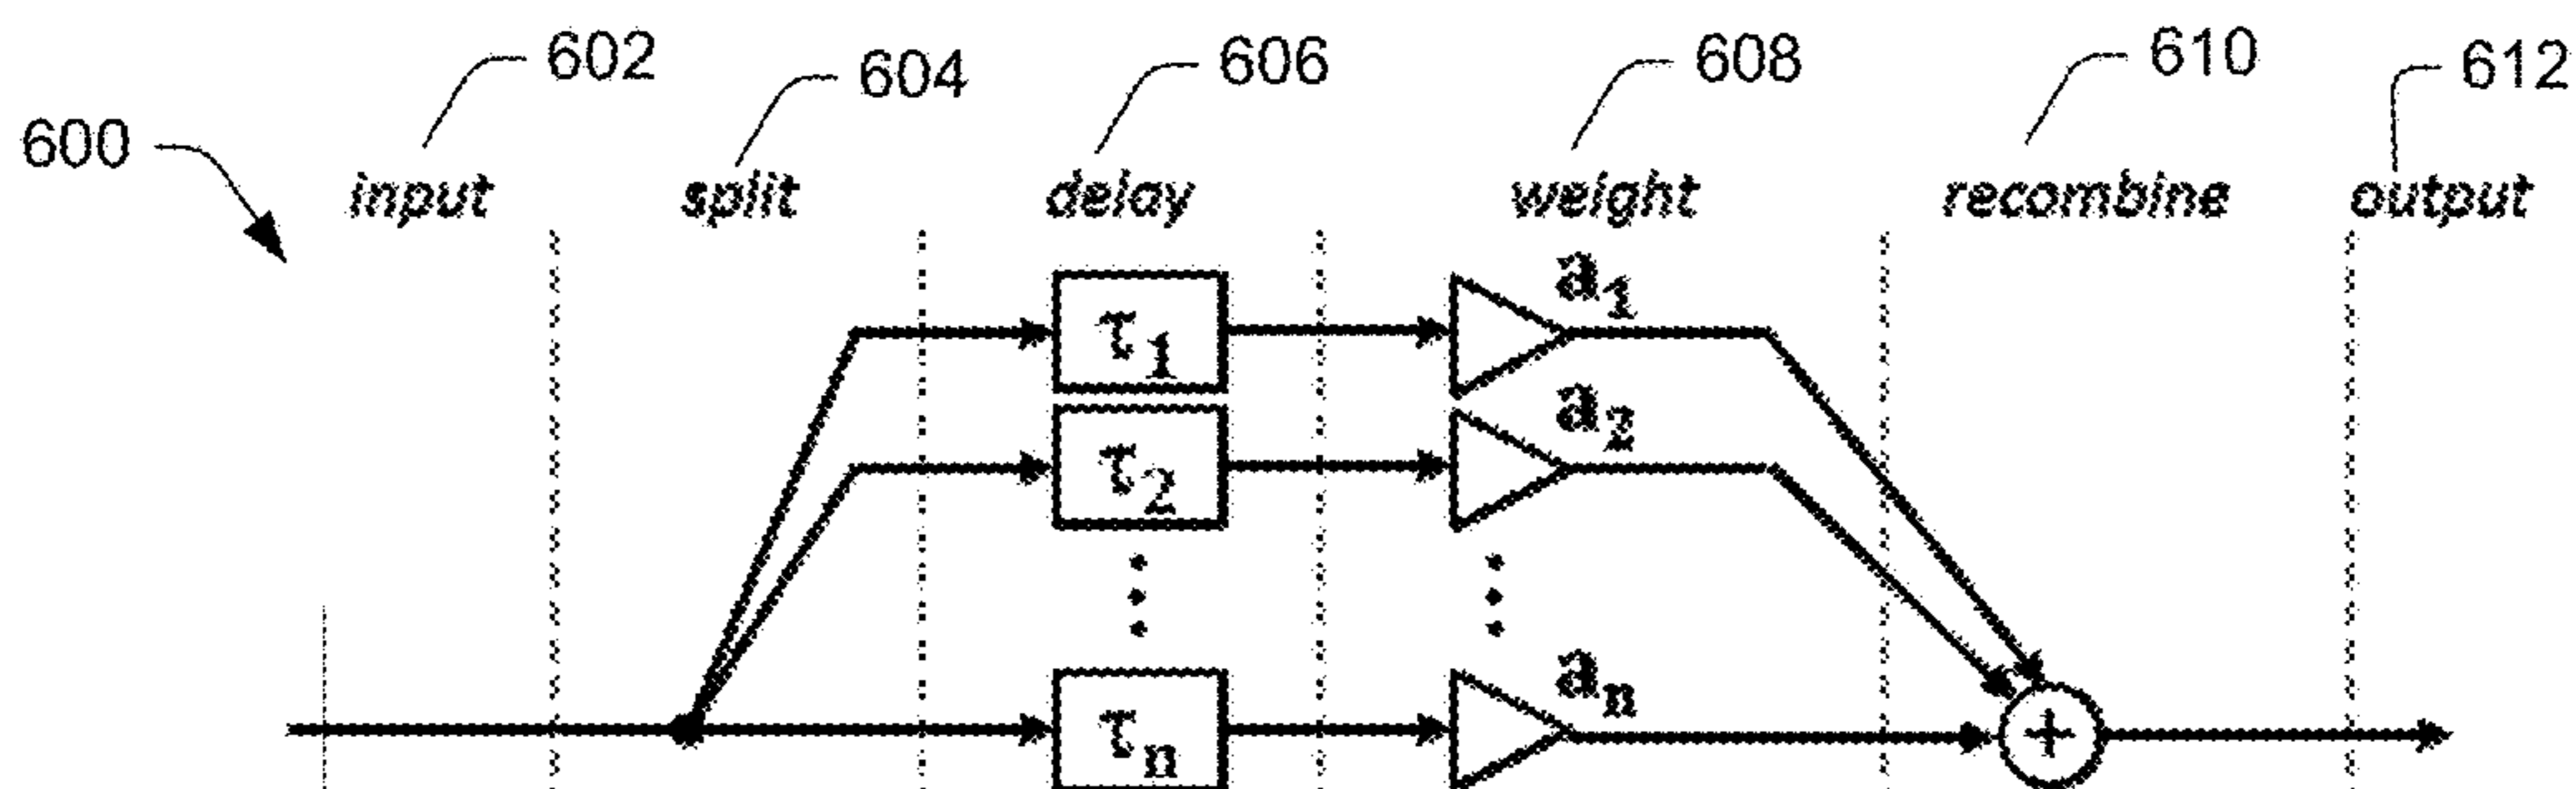 602 604 606 608 610 612
600
input split delay weight recombine output
τ1 a1
τ2 a2
τn an
+